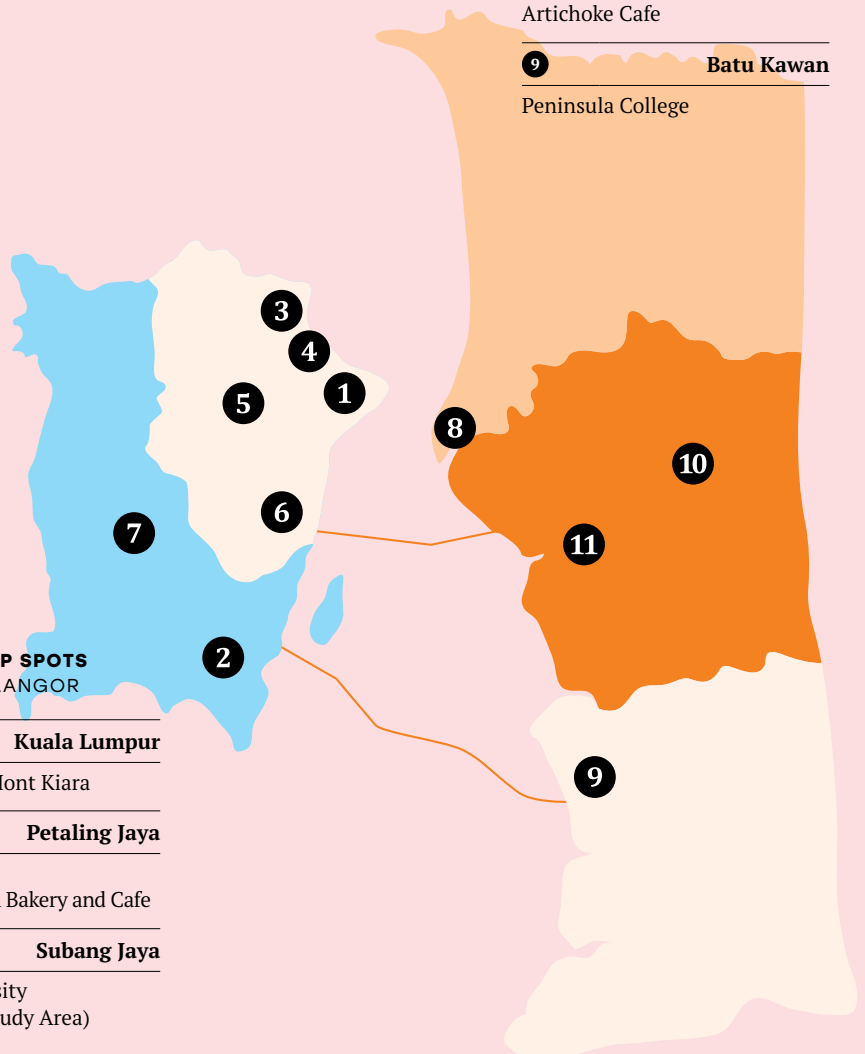 Artichoke Cafe
9 Batu Kawan
Peninsula College
3
4
1
5
8
10
6
7
11
2
P SPOTS
ANGOR
Kuala Lumpur
Mont Kiara
9
Petaling Jaya
Bakery and Cafe
Subang Jaya
sity
udy Area)